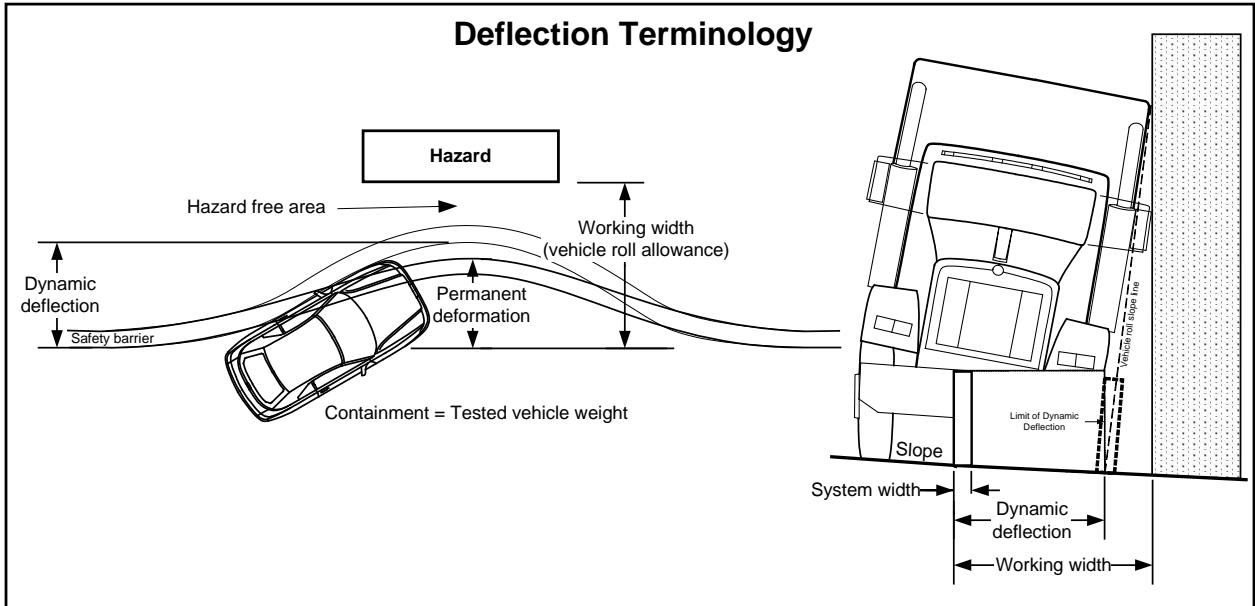 Deflection Terminology
Hazard
Hazard free area
Working width
(vehicle roll allowance)
Dynamic
deflection
Permanent
deformation
Safety barrier
Containment = Tested vehicle weight
Vehicle roll slope line
Limit of Dynamic
Deflection
Slope
System width
Dynamic
deflection
Working width